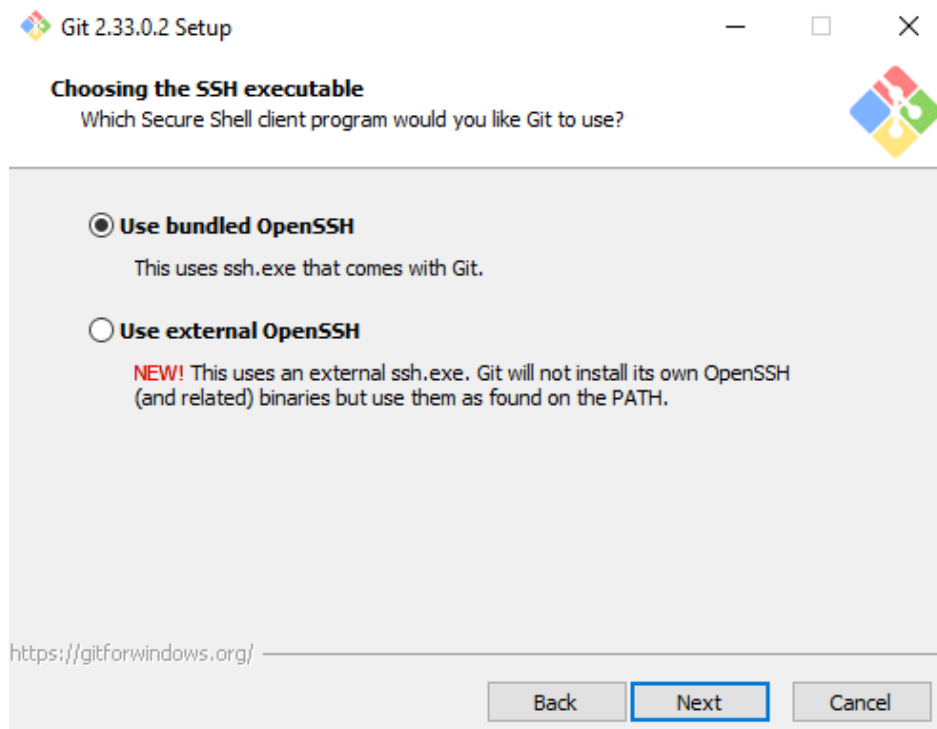 Git 2.33.0.2 Setup
Choosing the SSH executable
Which Secure Shell client program would you like Git to use?
Use bundled OpenSSH
This uses ssh.exe that comes with Git.
Use external OpenSSH
NEW! This uses an external ssh.exe. Git will not install its own OpenSSH
(and related) binaries but use them as found on the PATH.
https://gitforwindows.org/
Back Next Cancel